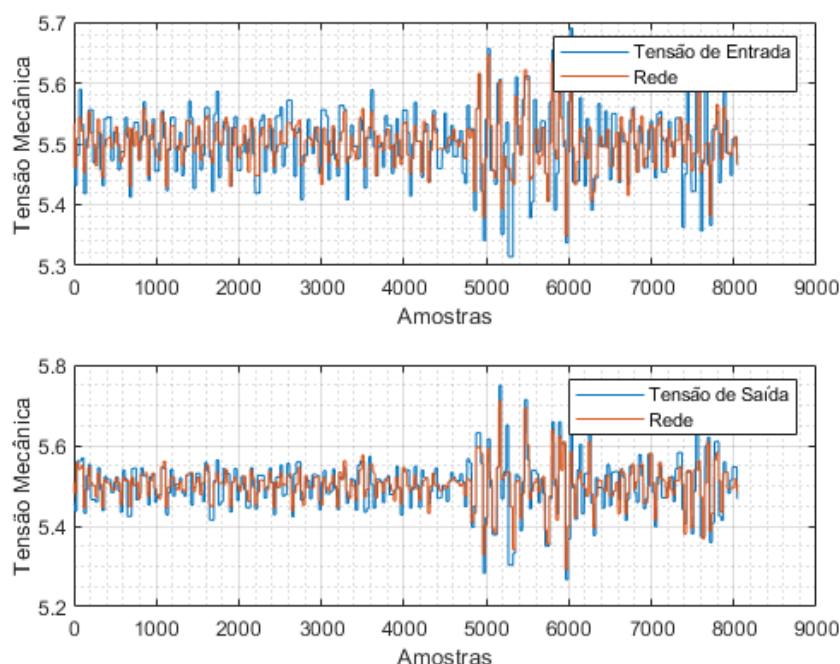 5.7
5.6
5.5
5.4
5.3
Tensão Mecânica
Tensão de Entrada
Rede
0 1000 2000 3000 4000 5000 6000 7000 8000 9000
Amostras
5.8
5.6
5.4
5.2
Tensão Mecânica
Tensão de Saída
Rede
0 1000 2000 3000 4000 5000 6000 7000 8000 9000
Amostras